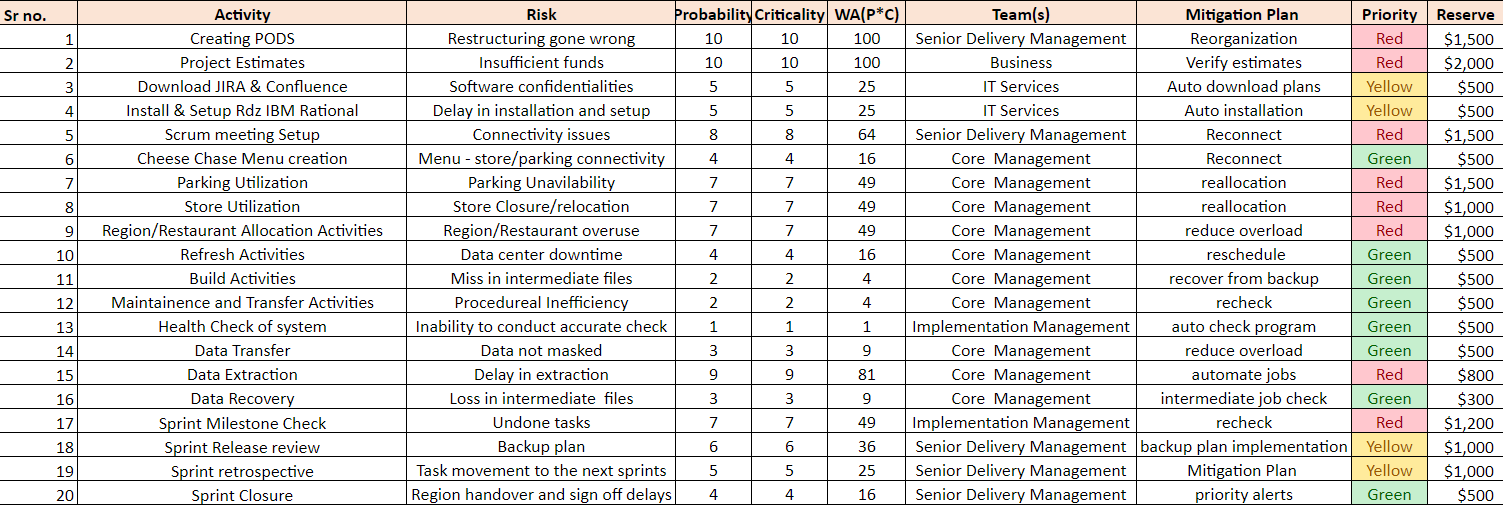 Sr no. Activity Risk Probability Criticality WA(P*C) Team(s) Mitigation Plan Priority Reserve
1 Creating PODS Restructuring gone wrong 10 10 100 Senior Delivery Management Reorganization Red $1,500
2 Project Estimates Insufficient funds 10 10 100 Business Verify estimates Red $2,000
3 Download JIRA & Confluence Software confidentialities 5 5 25 IT Services Auto download plans Yellow $500
4 Install & Setup Rdz IBM Rational Delay in installation and setup 5 5 25 IT Services Auto installation Yellow $500
5 Scrum meeting Setup Connectivity issues 8 8 64 Senior Delivery Management Reconnect Red $1,500
6 Cheese Chase Menu creation Menu - store/parking connectivity 4 4 16 Core Management Reconnect Green $500
7 Parking Utilization Parking Unavilability 7 7 49 Core Management reallocation Red $1,500
8 Store Utilization Store Closure/relocation 7 7 49 Core Management reallocation Red $1,000
9 Region/Restaurant Allocation Activities Region/Restaurant overuse 7 7 49 Core Management reduce overload Red $1,000
10 Refresh Activities Data center downtime 4 4 16 Core Management reschedule Green $500
11 Build Activities Miss in intermediate files 2 2 4 Core Management recover from backup Green $500
12 Maintainence and Transfer Activities Procedureal Inefficiency 2 2 4 Core Management recheck Green $500
13 Health Check of system Inability to conduct accurate check 1 1 1 Implementation Management auto check program Green $500
14 Data Transfer Data not masked 3 3 9 Core Management reduce overload Green $500
15 Data Extraction Delay in extraction 9 9 81 Core Management automate jobs Red $800
16 Data Recovery Loss in intermediate files 3 3 9 Core Management intermediate job check Green $300
17 Sprint Milestone Check Undone tasks 7 7 49 Implementation Management recheck Red $1,200
18 Sprint Release review Backup plan 6 6 36 Senior Delivery Management backup plan implementation Yellow $1,000
19 Sprint retrospective Task movement to the next sprints 5 5 25 Senior Delivery Management Mitigation Plan Yellow $1,000
20 Sprint Closure Region handover and sign off delays 4 4 16 Senior Delivery Management priority alerts Green $500